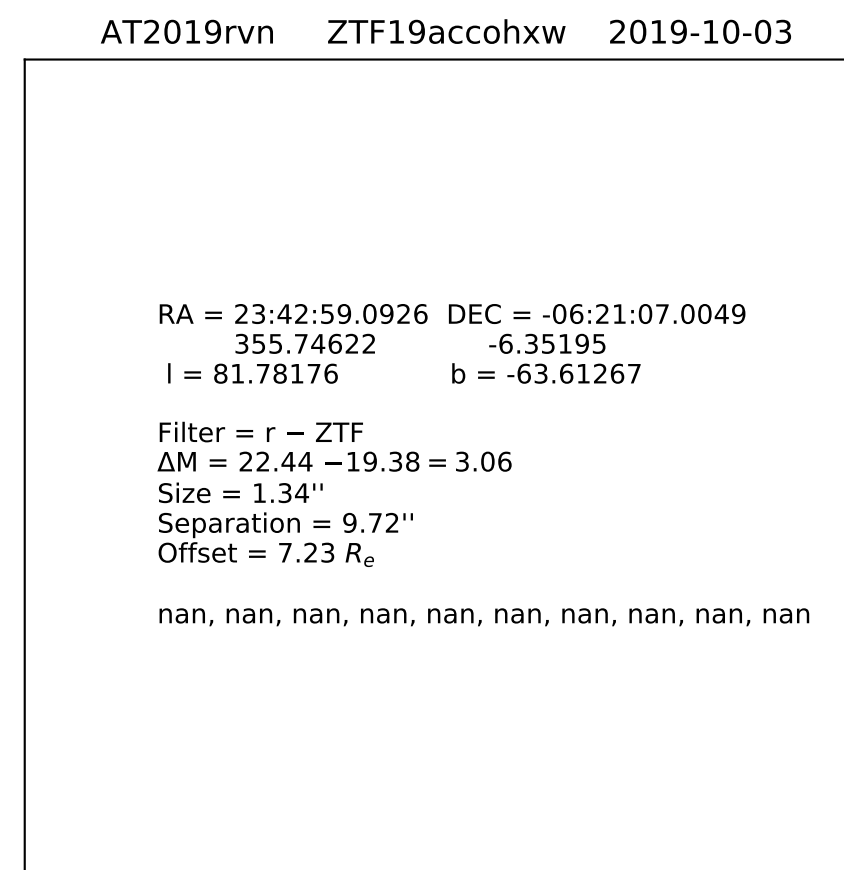 AT2019rvn ZTF19accohxw 2019-10-03
RA = 23:42:59.0926 DEC = -06:21:07.0049
355.74622 -6.35195
l = 81.78176 b = -63.61267
Filter = r − ZTF
ΔM = 22.44 −19.38 = 3.06
Size = 1.34''
Separation = 9.72''
Offset = 7.23 Rₑ
nan, nan, nan, nan, nan, nan, nan, nan, nan, nan